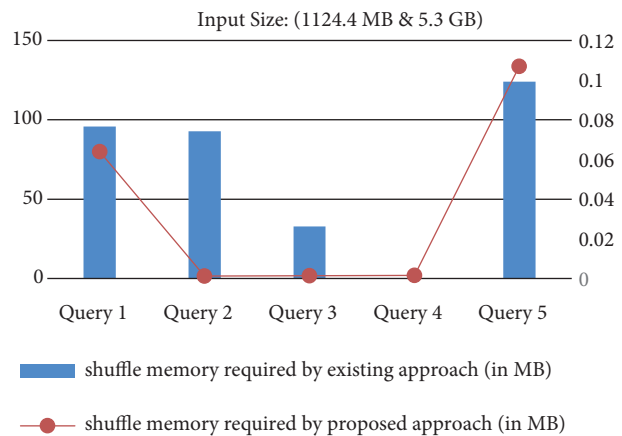 Input Size: (1124.4 MB & 5.3 GB)
150
100
50
0
0.12
0.1
0.08
0.06
0.04
0.02
0
Query 1
Query 2
Query 3
Query 4
Query 5
shuffle memory required by existing approach (in MB)
shuffle memory required by proposed approach (in MB)